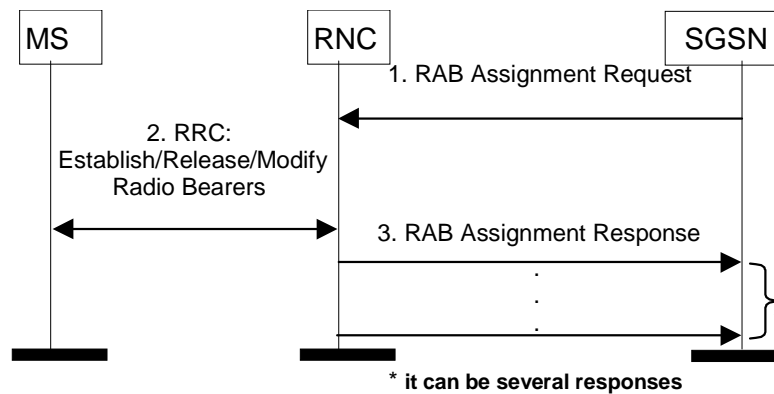 MS
RNC
SGSN
1. RAB Assignment Request
2. RRC:
Establish/Release/Modify
Radio Bearers
3. RAB Assignment Response
.
.
.
* it can be several responses